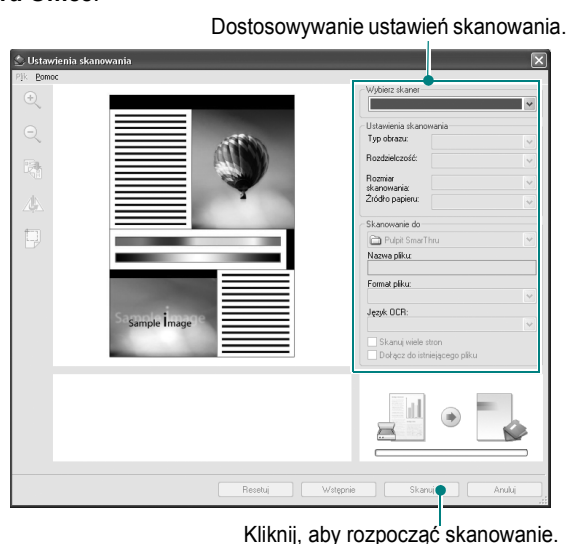 Dostosowywanie ustawień skanowania.
Ustawienia skanowania
Plik Pomoc
Wybierz skaner
Ustawienia skanowania
Typ obrazu:
Rozdzielczość:
Rozmiar
skanowania:
Źródło papieru:
Skanowanie do
Pulpit SmarThru
Nazwa pliku:
Format pliku:
Język OCR:
Skanuj wiele
stron
Dołącz do istniejącego pliku
Sample Image
Sample Image
Resetuj Wstępnie Skanuj Anuluj
Kliknij, aby rozpocząć skanowanie.